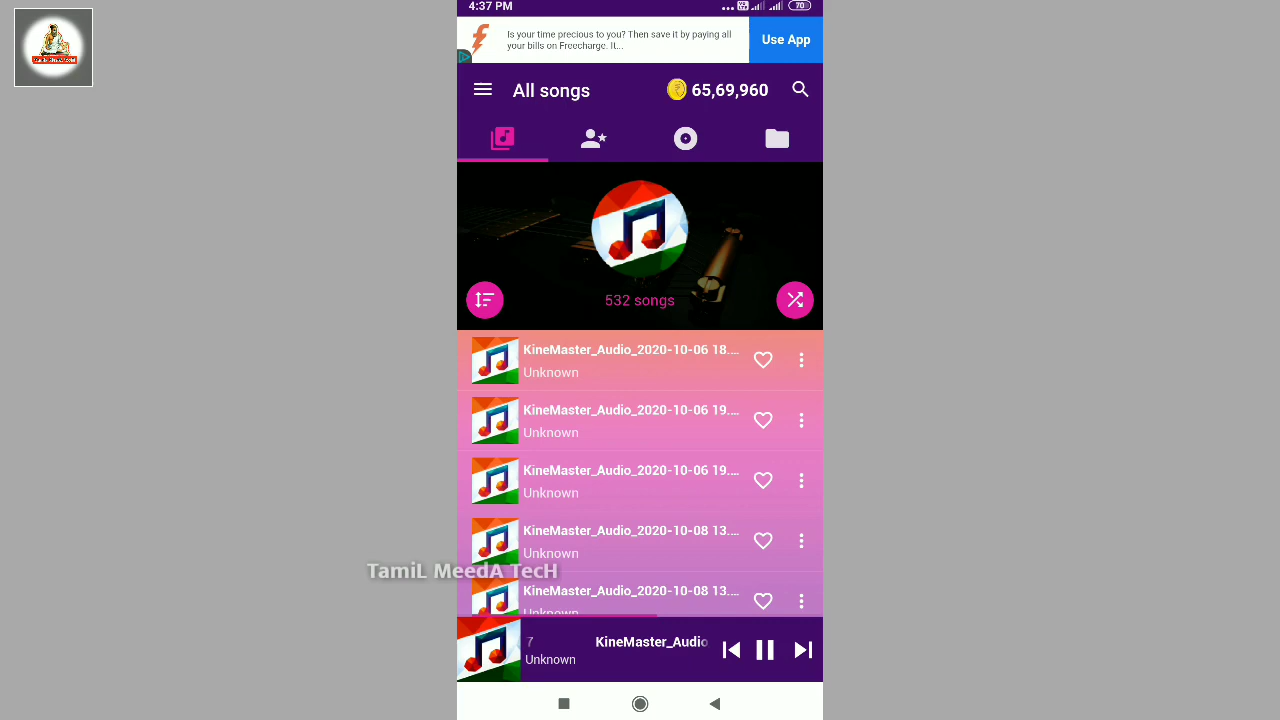 4:37 PM
70
Is your time precious to you? Then save it by paying all
your bills on Freecharge. It...
Use App
All songs
65,69,960
532 songs
KineMaster_Audio_2020-10-06 18....
Unknown
KineMaster_Audio_2020-10-06 19....
Unknown
KineMaster_Audio_2020-10-06 19....
Unknown
KineMaster_Audio_2020-10-08 13....
Unknown
TamiL MeedA TecH
KineMaster_Audio_2020-10-08 13....
Unknown
7
KineMaster_Audio
Unknown